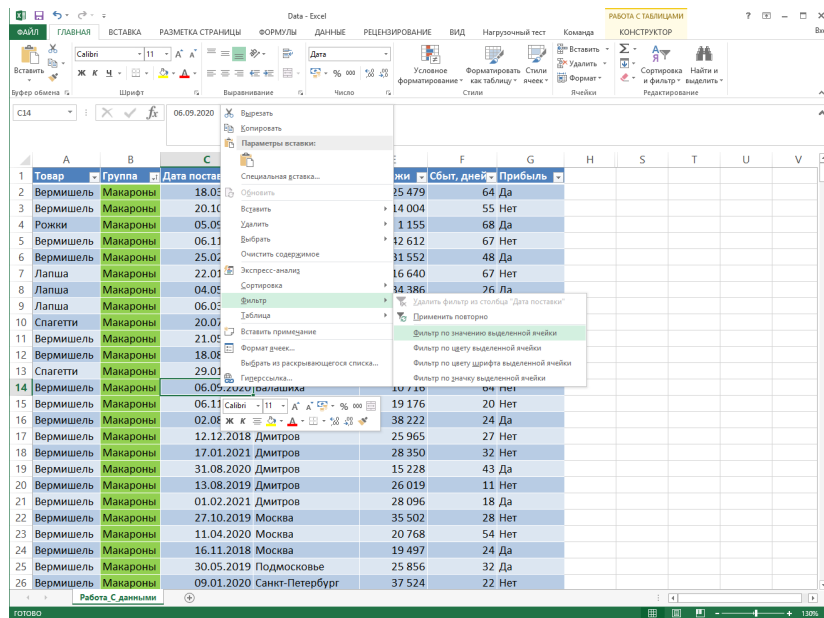 Data - Excel
РАБОТА С ТАБЛИЦАМИ
ФАЙЛ ГЛАВНАЯ ВСТАВКА РАЗМЕТКА СТРАНИЦЫ ФОРМУЛЫ ДАННЫЕ РЕЦЕНЗИРОВАНИЕ ВИД Нагрузочный тест Команда КОНСТРУКТОР
Вставить
Calibri 11
Ж К Ч
Дата
% 000
Условное форматирование
Форматировать как таблицу
Стили ячеек
Вставить
Удалить
Формат
Сортировка и фильтр
Найти и выделить
Буфер обмена Шрифт Выравнивание Число Стили Ячейки Редактирование
C14 fx 06.09.2020
Вырезать
Копировать
Параметры вставки:
Специальная вставка...
Обновить
Вставить
Удалить
Выбрать
Очистить содержимое
Экспресс-анализ
Сортировка
Фильтр
Таблица
Вставить примечание
Формат ячеек...
Выбрать из раскрывающегося списка...
Гиперссылка...
Удалить фильтр из столбца "Дата поставки"
Применить повторно
Фильтр по значению выделенной ячейки
Фильтр по цвету выделенной ячейки
Фильтр по цвету шрифта выделенной ячейки
Фильтр по значку выделенной ячейки
Calibri 11 % 000
Ж К
A B C F G H S T U V
1 Товар Группа Дата постав жи Сбыт, дней Прибыль
2 Вермишель Макароны 18.03 25 479 64 Да
3 Вермишель Макароны 20.10 14 004 55 Нет
4 Рожки Макароны 05.09 1 155 68 Да
5 Вермишель Макароны 06.11 42 612 67 Нет
6 Вермишель Макароны 25.02 31 552 48 Да
7 Лапша Макароны 22.01 16 640 67 Нет
8 Лапша Макароны 04.05 34 386 26 Да
9 Лапша Макароны 06.03
10 Спагетти Макароны 20.07
11 Вермишель Макароны 21.05
12 Вермишель Макароны 18.08
13 Спагетти Макароны 29.01
14 Вермишель Макароны 06.09.2020 Балашиха 10 716 64 Нет
15 Вермишель Макароны 06.11 19 176 20 Нет
16 Вермишель Макароны 02.08 38 222 24 Да
17 Вермишель Макароны 12.12.2018 Дмитров 25 965 27 Нет
18 Вермишель Макароны 17.01.2021 Дмитров 28 350 32 Нет
19 Вермишель Макароны 31.08.2020 Дмитров 15 228 43 Да
20 Вермишель Макароны 13.08.2019 Дмитров 26 019 11 Нет
21 Вермишель Макароны 01.02.2021 Дмитров 28 096 18 Да
22 Вермишель Макароны 27.10.2019 Москва 35 502 28 Нет
23 Вермишель Макароны 11.04.2020 Москва 20 768 54 Нет
24 Вермишель Макароны 16.11.2018 Москва 19 497 24 Да
25 Вермишель Макароны 30.05.2019 Подмосковье 25 856 32 Да
26 Вермишель Макароны 09.01.2020 Санкт-Петербург 37 524 22 Нет
Работа_С_данными
ГОТОВО 130%